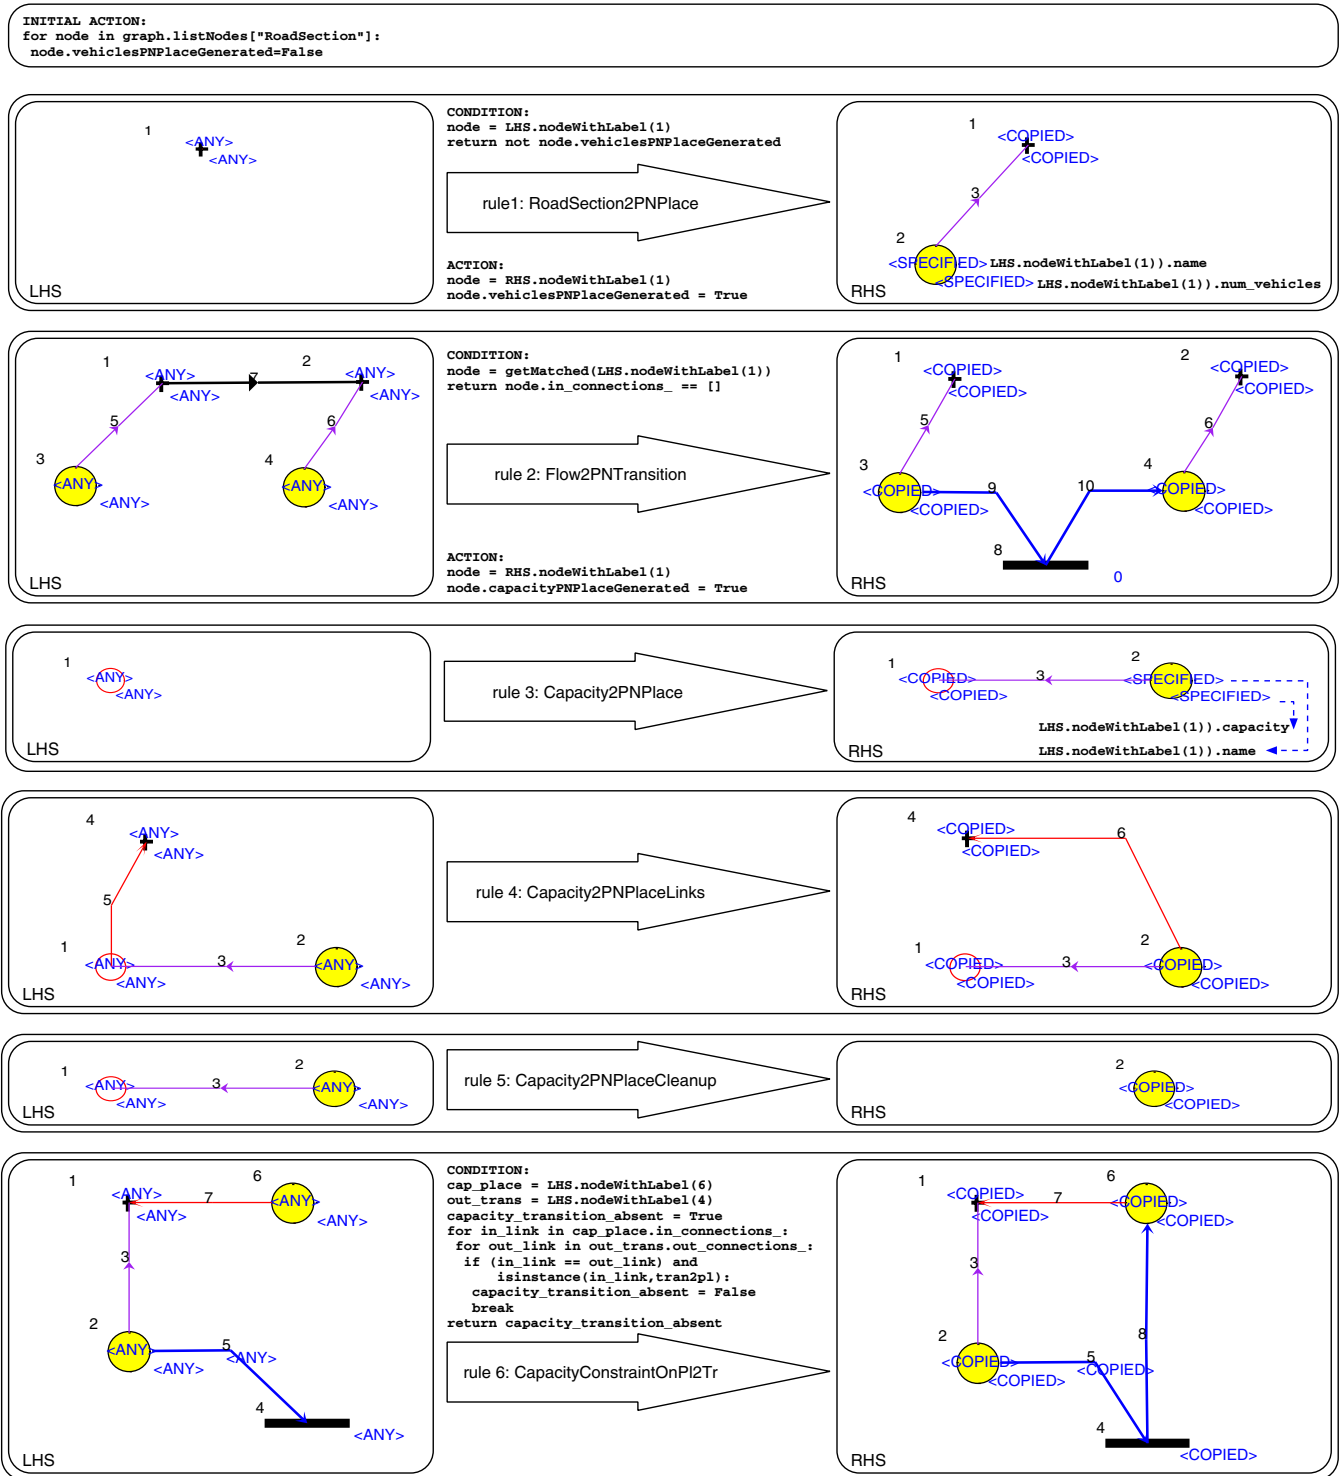 INITIAL ACTION:
for node in graph.listNodes["RoadSection"]:
node.vehiclesPNPlaceGenerated=False
1
<ANY>
<ANY>
LHS
CONDITION:
node = LHS.nodeWithLabel(1)
return not node.vehiclesPNPlaceGenerated
rule1: RoadSection2PNPlace
ACTION:
node = RHS.nodeWithLabel(1)
node.vehiclesPNPlaceGenerated = True
1
<COPIED>
<COPIED>
3
2
<SPECIFIED> LHS.nodeWithLabel(1)).name
<SPECIFIED> LHS.nodeWithLabel(1)).num_vehicles
RHS
1
<ANY>
<ANY>
7
2
<ANY>
<ANY>
5
6
3
<ANY>
<ANY>
4
<ANY>
<ANY>
LHS
CONDITION:
node = getMatched(LHS.nodeWithLabel(1))
return node.in_connections_ == []
rule 2: Flow2PNTransition
ACTION:
node = RHS.nodeWithLabel(1)
node.capacityPNPlaceGenerated = True
1
<COPIED>
<COPIED>
2
<COPIED>
<COPIED>
5
6
3
<COPIED>
<COPIED>
9
10
4
<COPIED>
<COPIED>
8
0
RHS
1
<ANY>
<ANY>
LHS
rule 3: Capacity2PNPlace
1
<COPIED>
<COPIED>
3
2
<SPECIFIED>
<SPECIFIED>
LHS.nodeWithLabel(1)).capacity
LHS.nodeWithLabel(1)).name
RHS
4
<ANY>
<ANY>
5
1
<ANY>
<ANY>
3
2
<ANY>
<ANY>
LHS
rule 4: Capacity2PNPlaceLinks
4
<COPIED>
<COPIED>
6
1
<COPIED>
<COPIED>
3
2
<COPIED>
<COPIED>
RHS
1
<ANY>
<ANY>
3
2
<ANY>
<ANY>
LHS
rule 5: Capacity2PNPlaceCleanup
2
<COPIED>
<COPIED>
RHS
1
<ANY>
<ANY>
7
6
<ANY>
<ANY>
3
2
<ANY>
<ANY>
5
<ANY>
4
<ANY>
LHS
CONDITION:
cap_place = LHS.nodeWithLabel(6)
out_trans = LHS.nodeWithLabel(4)
capacity_transition_absent = True
for in_link in cap_place.in_connections_:
for out_link in out_trans.out_connections_:
if (in_link == out_link) and
isinstance(in_link,tran2pl):
capacity_transition_absent = False
break
return capacity_transition_absent
rule 6: CapacityConstraintOnPl2Tr
1
<COPIED>
<COPIED>
7
6
<COPIED>
<COPIED>
3
8
2
<COPIED>
<COPIED>
5
<COPIED>
4
<COPIED>
RHS